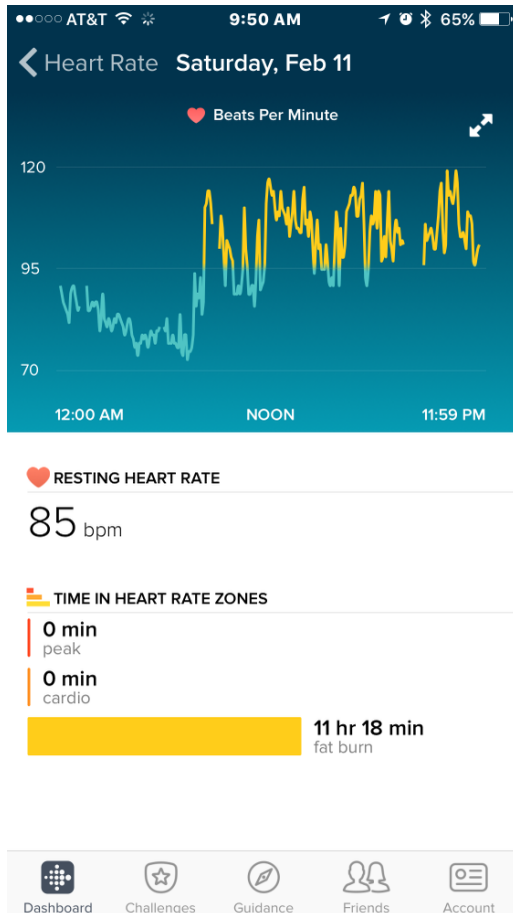 AT&T 9:50 AM 65%
Heart Rate Saturday, Feb 11
Beats Per Minute
120
95
70
12:00 AM NOON 11:59 PM
RESTING HEART RATE
85 bpm
TIME IN HEART RATE ZONES
0 min
peak
0 min
cardio
11 hr 18 min
fat burn
Dashboard Challenges Guidance Friends Account